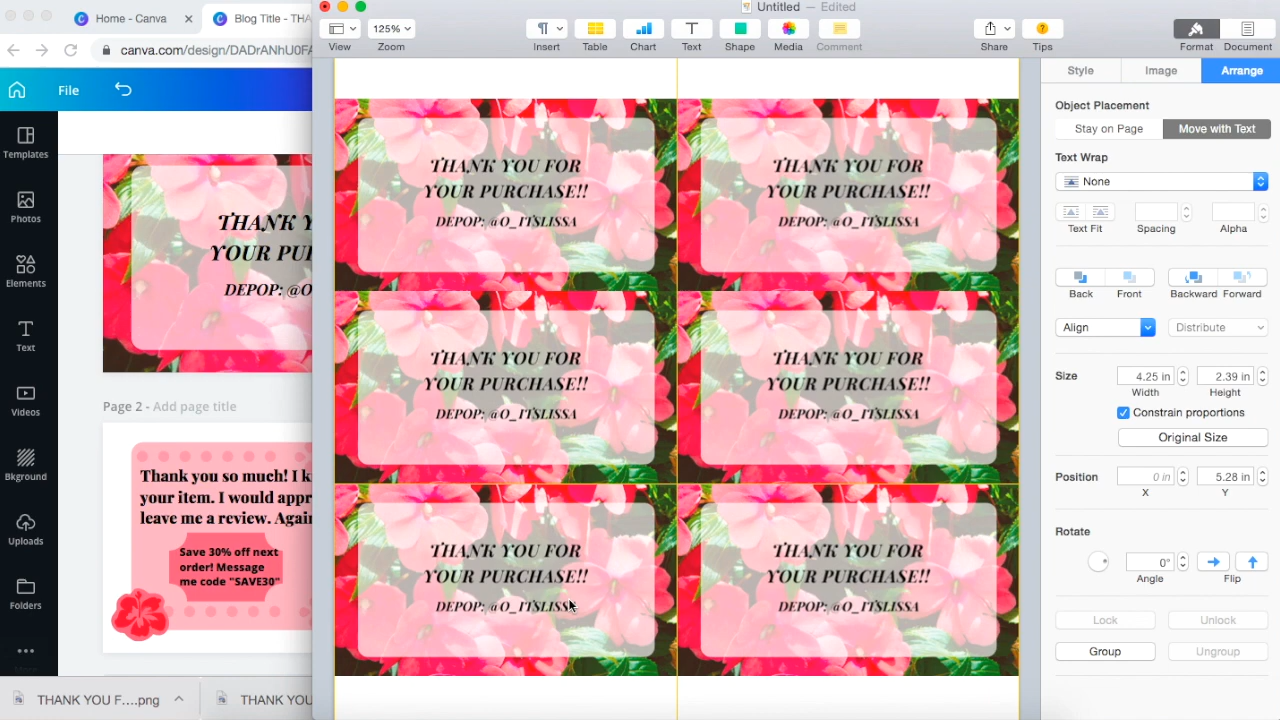 Home - Canva
Blog Title - THA
canva.com/design/DADrANhU0FA
File
Templates
Photos
Elements
Text
Videos
Bkground
Uploads
Folders
THANK Y
YOUR PUR
DEPOP: @O
Page 2 - Add page title
Thank you so much! I k
your item. I would appr
leave me a review. Again
Save 30% off next
order! Message
me code "SAVE30"
THANK YOU F....png
THANK YOU
Untitled — Edited
125%
View
Zoom
Insert
Table
Chart
Text
Shape
Media
Comment
Share
Tips
Format
Document
THANK YOU FOR
YOUR PURCHASE!!
DEPOP: @O_ITSLISSA
THANK YOU FOR
YOUR PURCHASE!!
DEPOP: @O_ITSLISSA
THANK YOU FOR
YOUR PURCHASE!!
DEPOP: @O_ITSLISSA
THANK YOU FOR
YOUR PURCHASE!!
DEPOP: @O_ITSLISSA
THANK YOU FOR
YOUR PURCHASE!!
DEPOP: @O_ITSLISSA
THANK YOU FOR
YOUR PURCHASE!!
DEPOP: @O_ITSLISSA
Style
Image
Arrange
Object Placement
Stay on Page
Move with Text
Text Wrap
None
Text Fit
Spacing
Alpha
Back
Front
Backward
Forward
Align
Distribute
Size
4.25 in
2.39 in
Width
Height
Constrain proportions
Original Size
Position
0 in
5.28 in
X
Y
Rotate
0°
Angle
Flip
Lock
Unlock
Group
Ungroup